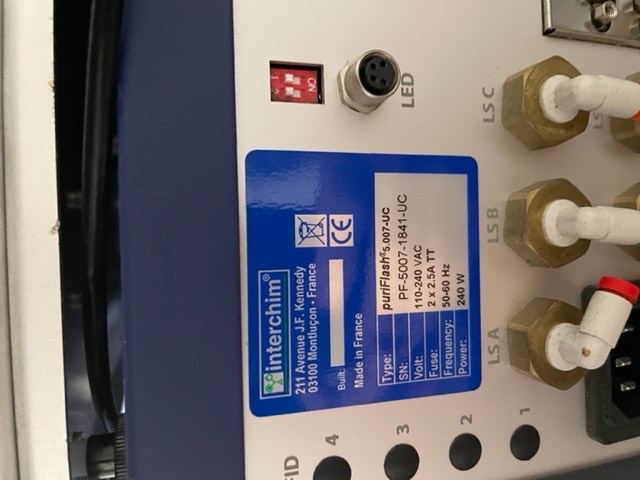 ON
1 2
LED
LS C
LS B
LS A
interchim®
211 Avenue J.F. Kennedy
03100 Montluçon - France
Built:
Made in France
CE
Type: puriFlash®5.007-UC
SN: PF-5007-1841-UC
Volt: 110-240 VAC
Fuse: 2 x 2.5A TT
Frequency: 50-60 Hz
Power: 240 W
4
3
2
1